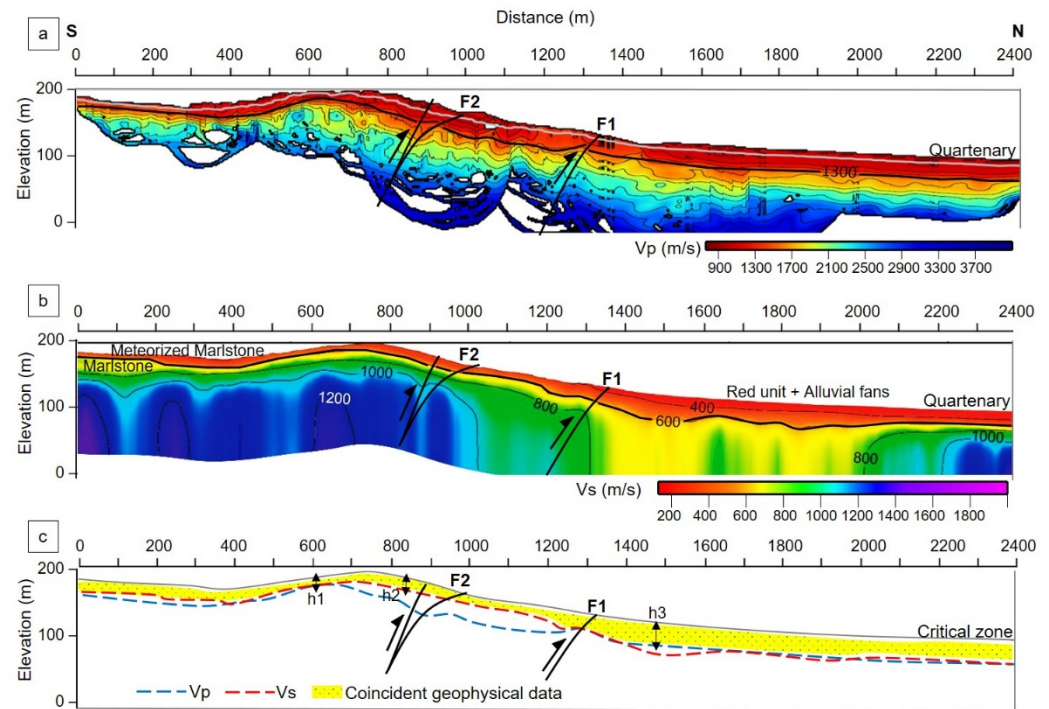 Distance (m)
a S N
0 200 400 600 800 1000 1200 1400 1600 1800 2000 2200 2400
Elevation (m)
200
100
0
F2
F1
Quartenary
1300
Vp (m/s)
900 1300 1700 2100 2500 2900 3300 3700
b
0 200 400 600 800 1000 1200 1400 1600 1800 2000 2200 2400
Elevation (m)
200
100
0
Meteorized Marlstone
Marlstone
F2
1000
1200
F1
800
Red unit + Alluvial fans
400
Quartenary
600
1000
800
Vs (m/s)
200 400 600 800 1000 1200 1400 1600 1800
c
0 200 400 600 800 1000 1200 1400 1600 1800 2000 2200 2400
Elevation (m)
200
100
0
h1
h2
F2
F1
h3
Critical zone
Vp Vs Coincident geophysical data